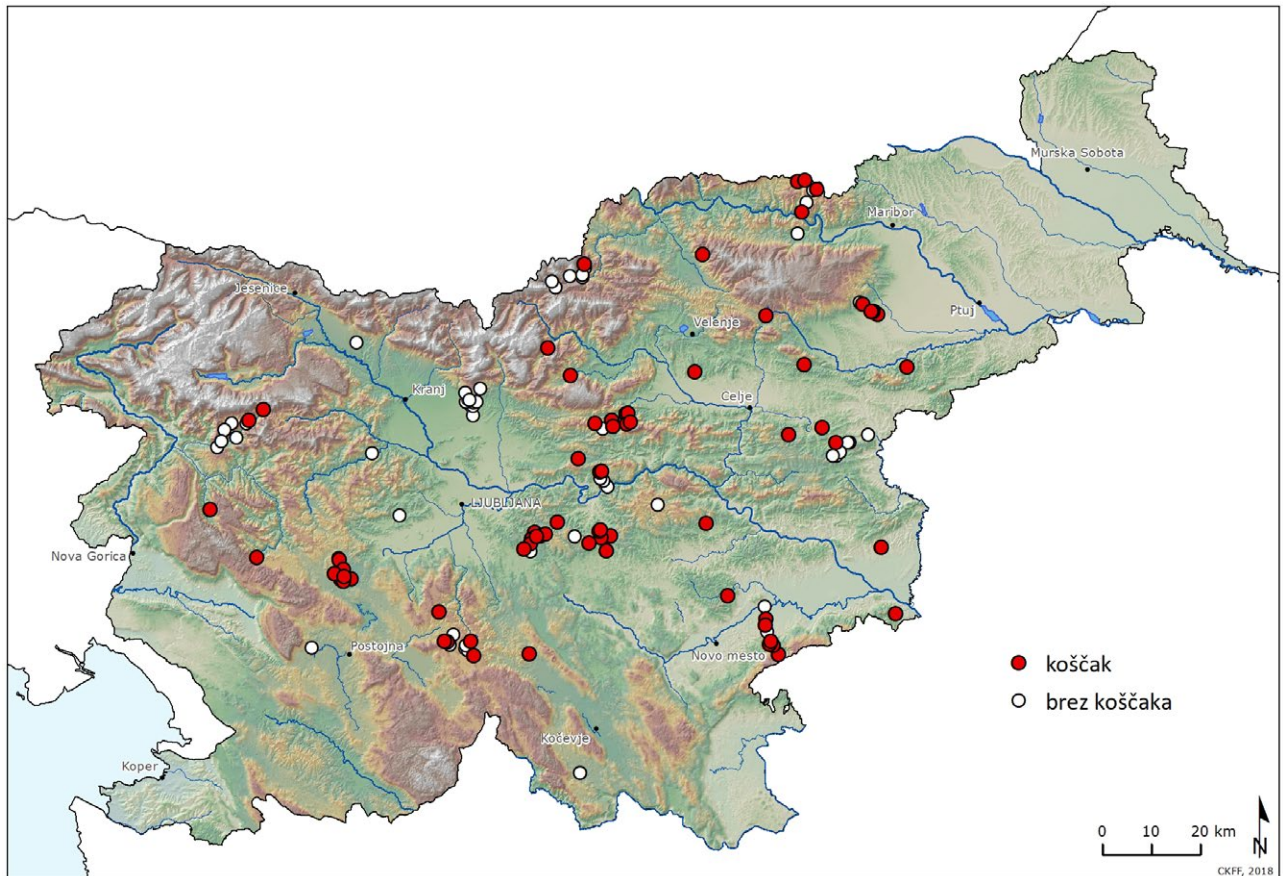 Murska Sobota
Maribor
Jesenice
Ptuj
Velenje
Kranj
Celje
LJUBLJANA
Nova Gorica
Postojna
Novo mesto
koščak
brez koščaka
Kočevje
Koper
0 10 20 km
N
CKFF, 2018